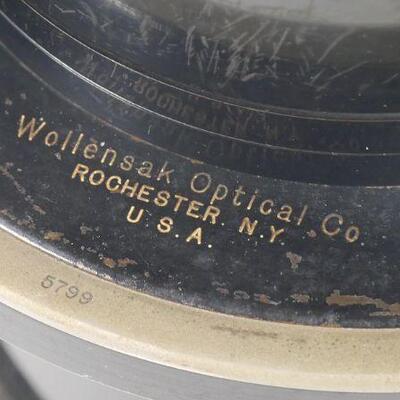 Wollensak Optical Co
ROCHESTER. N.Y.
U.S.A.
5799